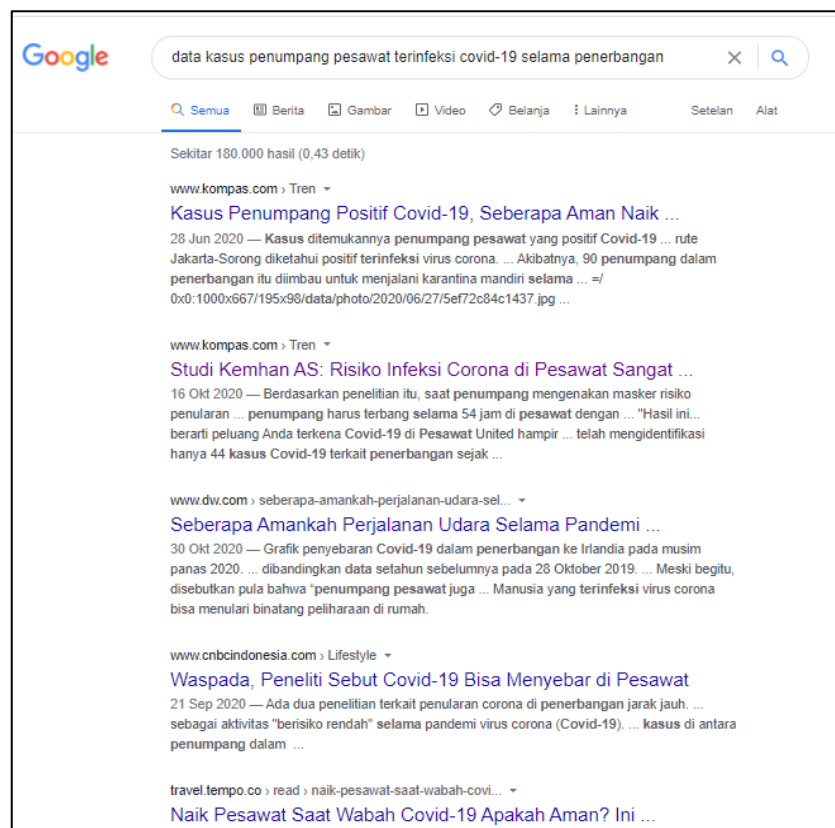 Google
data kasus penumpang pesawat terinfeksi covid-19 selama penerbangan
Semua Berita Gambar Video Belanja Lainnya Setelan Alat
Sekitar 180.000 hasil (0,43 detik)
www.kompas.com › Tren
Kasus Penumpang Positif Covid-19, Seberapa Aman Naik ...
28 Jun 2020 — Kasus ditemukannya penumpang pesawat yang positif Covid-19 ... rute
Jakarta-Sorong diketahui positif terinfeksi virus corona. ... Akibatnya, 90 penumpang dalam
penerbangan itu diimbau untuk menjalani karantina mandiri selama ... =/
0x0:1000x667/195x98/data/photo/2020/06/27/5ef72c84c1437.jpg ...
www.kompas.com › Tren
Studi Kemhan AS: Risiko Infeksi Corona di Pesawat Sangat ...
16 Okt 2020 — Berdasarkan penelitian itu, saat penumpang mengenakan masker risiko
penularan ... penumpang harus terbang selama 54 jam di pesawat dengan ... "Hasil ini...
berarti peluang Anda terkena Covid-19 di Pesawat United hampir ... telah mengidentifikasi
hanya 44 kasus Covid-19 terkait penerbangan sejak ...
www.dw.com › seberapa-amankah-perjalanan-udara-sel...
Seberapa Amankah Perjalanan Udara Selama Pandemi ...
30 Okt 2020 — Grafik penyebaran Covid-19 dalam penerbangan ke Irlandia pada musim
panas 2020. ... dibandingkan data setahun sebelumnya pada 28 Oktober 2019. ... Meski begitu,
disebutkan pula bahwa "penumpang pesawat juga ... Manusia yang terinfeksi virus corona
bisa menulari binatang peliharaan di rumah.
www.cnbcindonesia.com › Lifestyle
Waspada, Peneliti Sebut Covid-19 Bisa Menyebar di Pesawat
21 Sep 2020 — Ada dua penelitian terkait penularan corona di penerbangan jarak jauh. ...
sebagai aktivitas "berisiko rendah" selama pandemi virus corona (Covid-19). ... kasus di antara
penumpang dalam ...
travel.tempo.co › read › naik-pesawat-saat-wabah-covi...
Naik Pesawat Saat Wabah Covid-19 Apakah Aman? Ini ...